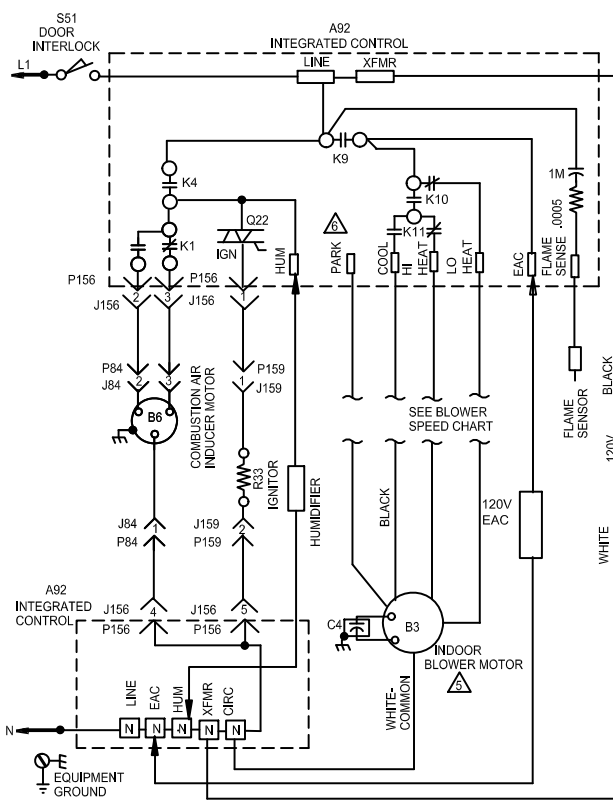 S51
DOOR
INTERLOCK
A92
INTEGRATED CONTROL
L1
LINE
XFMR
K9
K4
1M
.0005
K10
6
Q22
K11
K1
IGN
HUM
PARK
COOL
HI
HEAT
LO
HEAT
EAC
FLAME
SENSE
P156
P156
2
3
1
J156
J156
P84
2
3
J84
P159
1
J159
BLACK
SEE BLOWER
SPEED CHART
FLAME
SENSOR
B6
COMBUSTION AIR
INDUCER MOTOR
R33
IGNITOR
HUMIDIFIER
BLACK
120V
120V
EAC
WHITE
J84
1
P84
J159
2
P159
A92
INTEGRATED
CONTROL
J156
4
J156
5
P156
P156
C4
B3
INDOOR
BLOWER MOTOR
5
WHITE-
COMMON
LINE
EAC
HUM
XFMR
CIRC
N
N
N
N
N
N
EQUIPMENT
GROUND